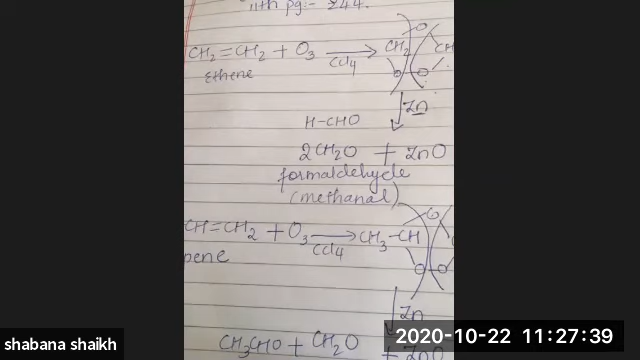 11th pg:- 244.
O
CH2=CH2 + O3 → CH2 CH
CCl4
Ethene O O
Zn
H-CHO
2CH2O + ZnO
formaldehyde
(methanal)
O
CH=CH2 + O3 → CH3-CH
CCl4
pene O-O
Zn
CH3CHO + CH2O + ZnO
shabana shaikh
2020-10-22 11:27:39